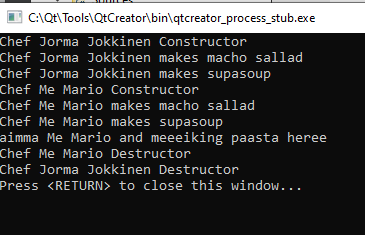 C:\Qt\Tools\QtCreator\bin\qtcreator_process_stub.exe
Chef Jorma Jokkinen Constructor
Chef Jorma Jokkinen makes macho sallad
Chef Jorma Jokkinen makes supasoup
Chef Me Mario Constructor
Chef Me Mario makes macho sallad
Chef Me Mario makes supasoup
aimma Me Mario and meeeiking paasta heree
Chef Me Mario Destructor
Chef Jorma Jokkinen Destructor
Press <RETURN> to close this window...